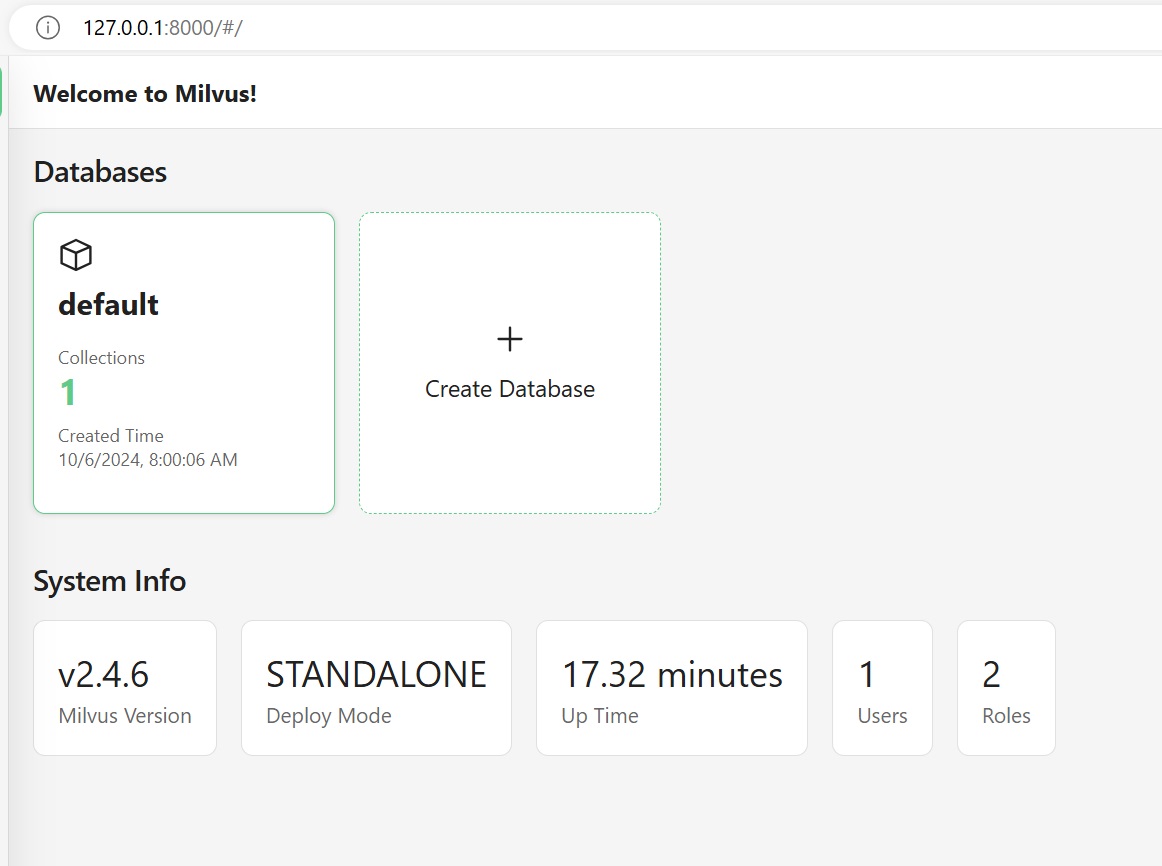 127.0.0.1:8000/#/
Welcome to Milvus!
Databases
default
Collections
1
Created Time
10/6/2024, 8:00:06 AM
Create Database
System Info
v2.4.6
Milvus Version
STANDALONE
Deploy Mode
17.32 minutes
Up Time
1
Users
2
Roles